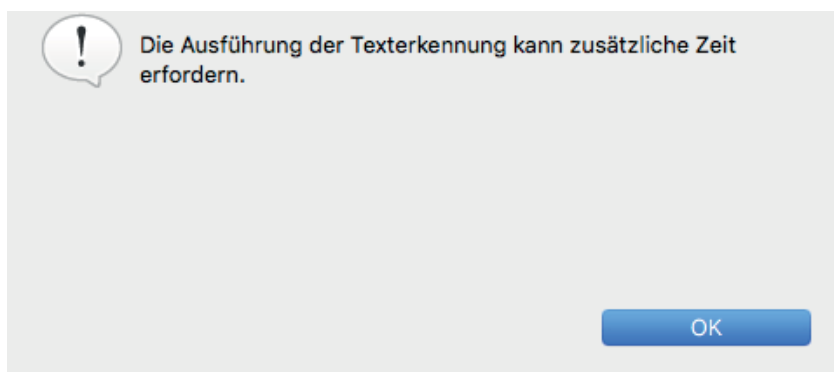 Die Ausführung der Texterkennung kann zusätzliche Zeit
erfordern.
OK